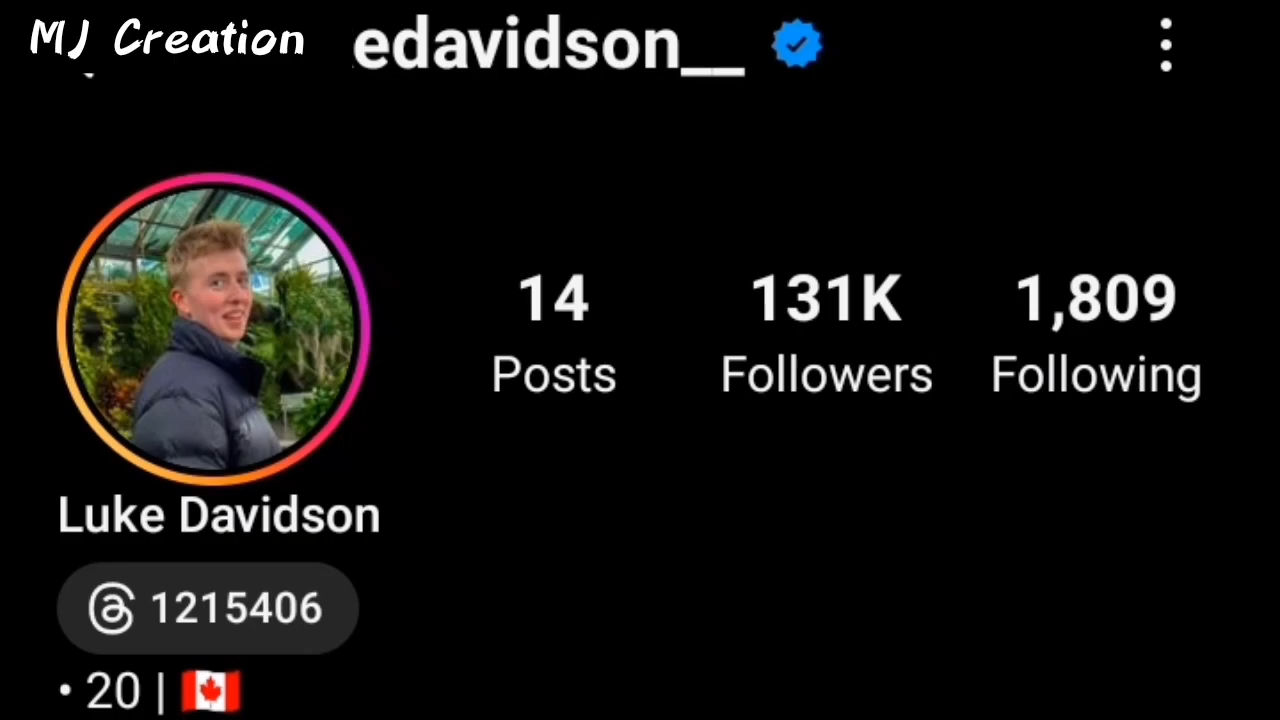 MJ Creation
edavidson__
14 131K 1,809
Posts Followers Following
Luke Davidson
1215406
• 20 | 🇨🇦